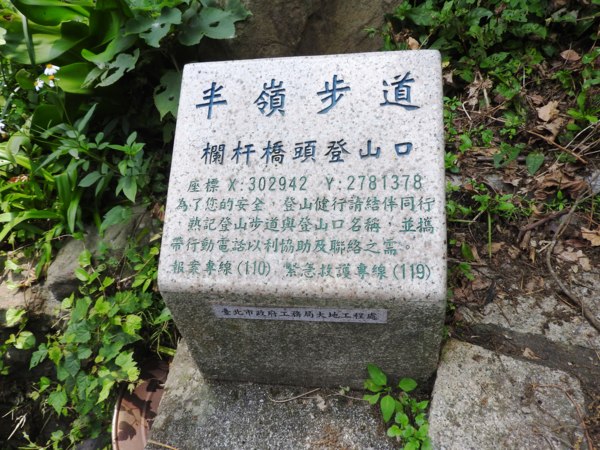 半嶺步道
欄杆橋頭登山口
座標 X:302942 Y:2781378
為了您的安全，登山健行請結伴同行
熟記登山步道與登山口名稱，並攜
帶行動電話以利協助及聯絡之需。
報案專線(110) 緊急救護專線(119)
臺北市政府工務局大地工程處